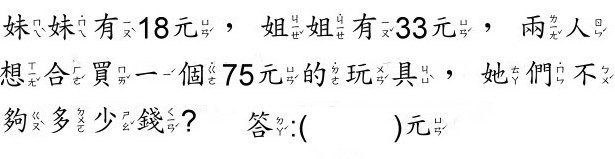 妹妹有18元，姐姐有33元，兩人
想合買一個75元的玩具，她們不
夠多少錢？　答:(　　　)元